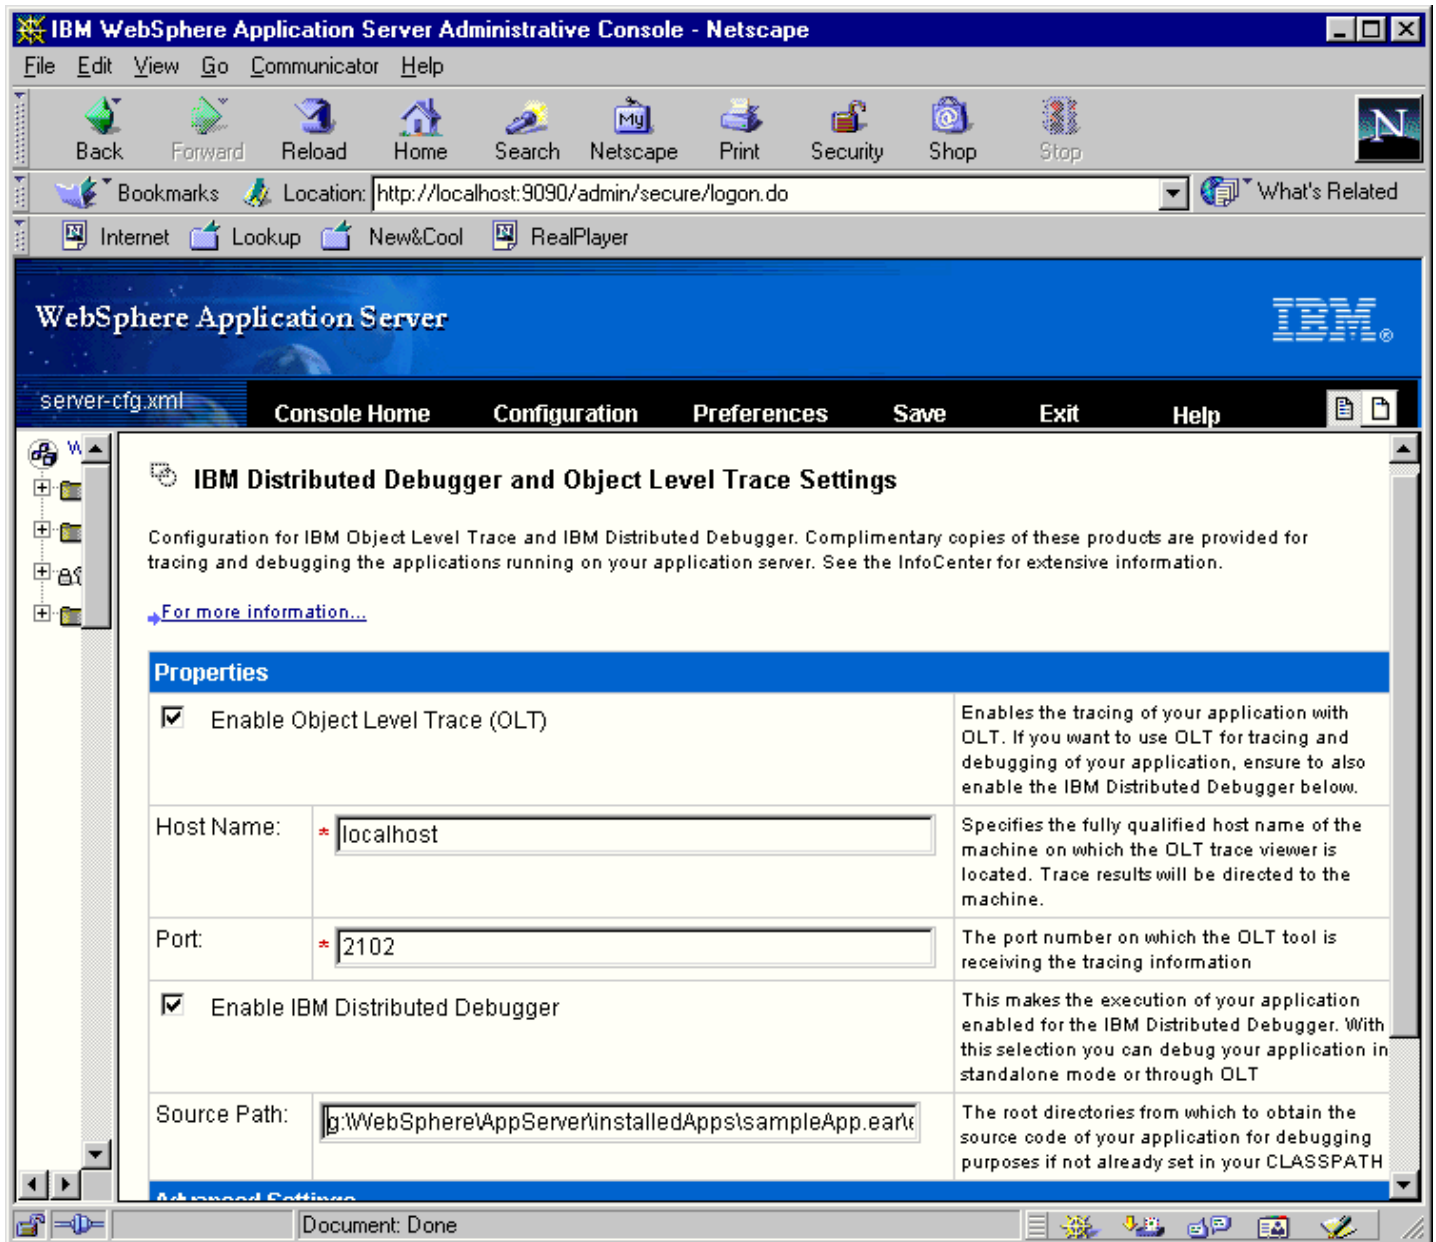 IBM WebSphere Application Server Administrative Console - Netscape
File Edit View Go Communicator Help
My
N
Back Forward Reload Home Search Netscape Print Security Shop Stop
Bookmarks Location: http://localhost:9090/admin/secure/logon.do What's Related
Internet Lookup New&Cool RealPlayer
WebSphere Application Server
IBM®
server-cfg.xml Console Home Configuration Preferences Save Exit Help
W
IBM Distributed Debugger and Object Level Trace Settings
Configuration for IBM Object Level Trace and IBM Distributed Debugger. Complimentary copies of these products are provided for
tracing and debugging the applications running on your application server. See the InfoCenter for extensive information.
For more information...
Properties
Enable Object Level Trace (OLT)
Enables the tracing of your application with
OLT. If you want to use OLT for tracing and
debugging of your application, ensure to also
enable the IBM Distributed Debugger below.
Host Name: * localhost
Specifies the fully qualified host name of the
machine on which the OLT trace viewer is
located. Trace results will be directed to the
machine.
Port: * 2102
The port number on which the OLT tool is
receiving the tracing information
Enable IBM Distributed Debugger
This makes the execution of your application
enabled for the IBM Distributed Debugger. With
this selection you can debug your application in
standalone mode or through OLT
Source Path: g:\WebSphere\AppServer\installedApps\sampleApp.ear\e
The root directories from which to obtain the
source code of your application for debugging
purposes if not already set in your CLASSPATH
Advanced Settings
Document: Done